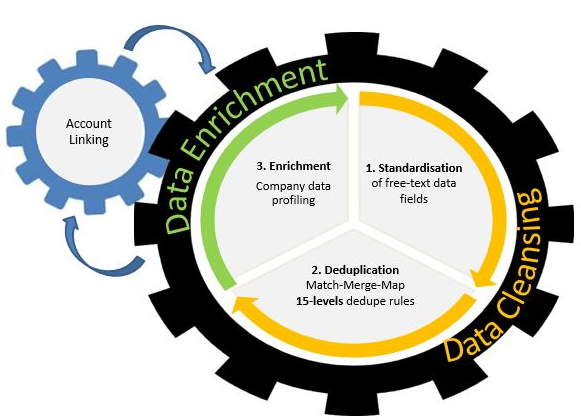 Account
Linking
Data Enrichment
3. Enrichment
Company data
profiling
1. Standardisation
of free-text data
fields
2. Deduplication
Match-Merge-Map
15-levels dedupe rules
Data Cleansing